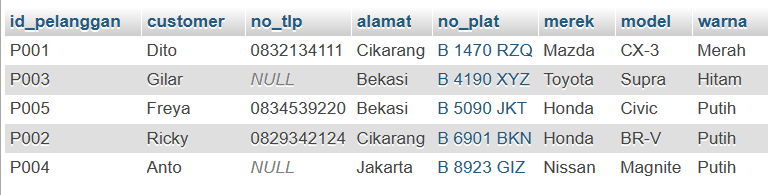 id_pelanggan customer no_tlp alamat no_plat merek model warna
P001 Dito 0832134111 Cikarang B 1470 RZQ Mazda CX-3 Merah
P003 Gilar NULL Bekasi B 4190 XYZ Toyota Supra Hitam
P005 Freya 0834539220 Bekasi B 5090 JKT Honda Civic Putih
P002 Ricky 0829342124 Cikarang B 6901 BKN Honda BR-V Putih
P004 Anto NULL Jakarta B 8923 GIZ Nissan Magnite Putih